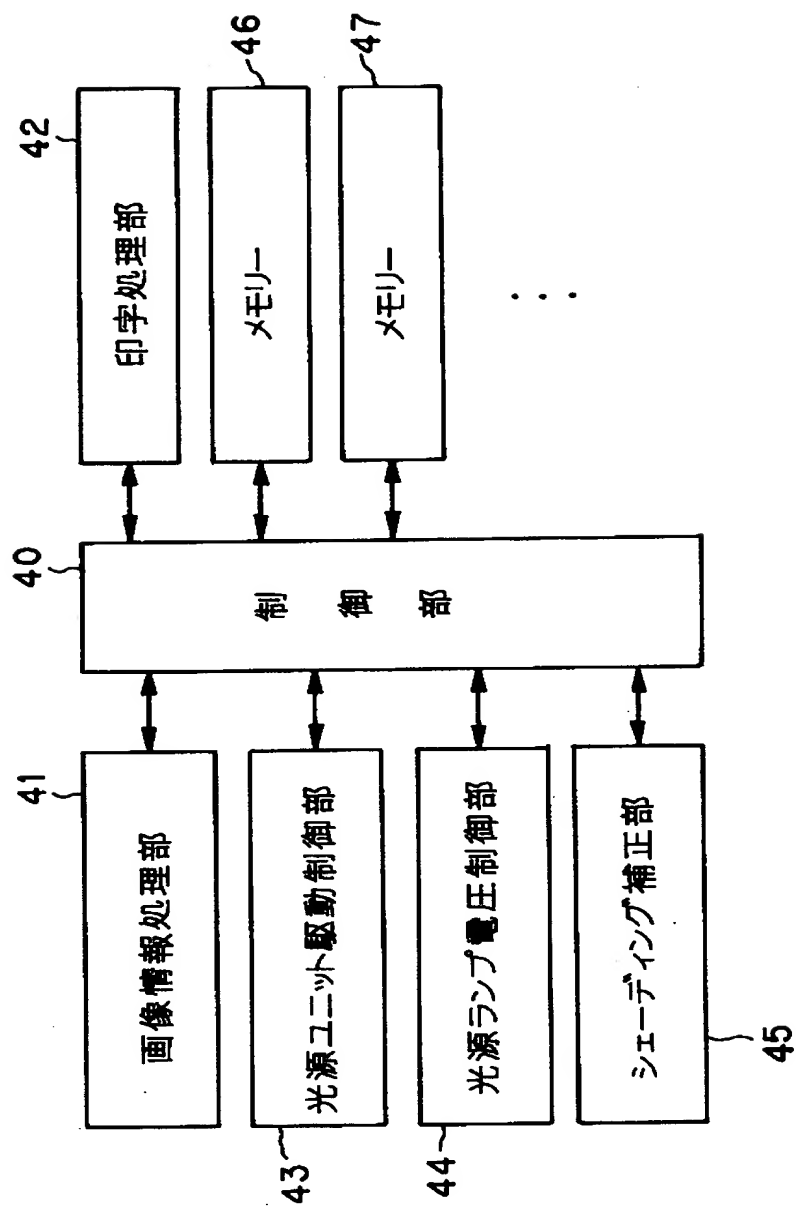 41
画像情報処理部
43
光源ユニット駆動制御部
44
光源ランプ電圧制御部
シェーディング補正部
45
40
制御部
42
印字処理部
メモリー
46
メモリー
47